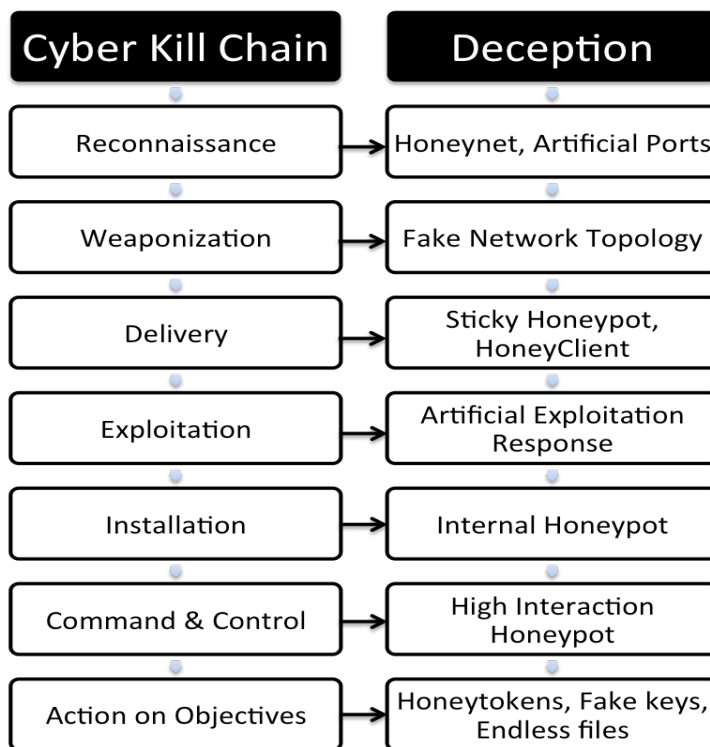 Cyber Kill Chain
Deception
Reconnaissance
Honeynet, Artificial Ports
Weaponization
Fake Network Topology
Delivery
Sticky Honeypot,
HoneyClient
Exploitation
Artificial Exploitation
Response
Installation
Internal Honeypot
Command & Control
High Interaction
Honeypot
Action on Objectives
Honeytokens, Fake keys,
Endless files